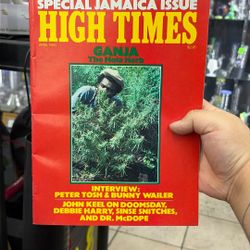 SPECIAL JAMAICA ISSUE
HIGH TIMES
GANJA
The Holy Herb
INTERVIEW:
PETER TOSH & BUNNY WAILER
JOHN KEEL ON DOOMSDAY,
DEBBIE HARRY, SINSE SNITCHES,
AND DR. McDOPE